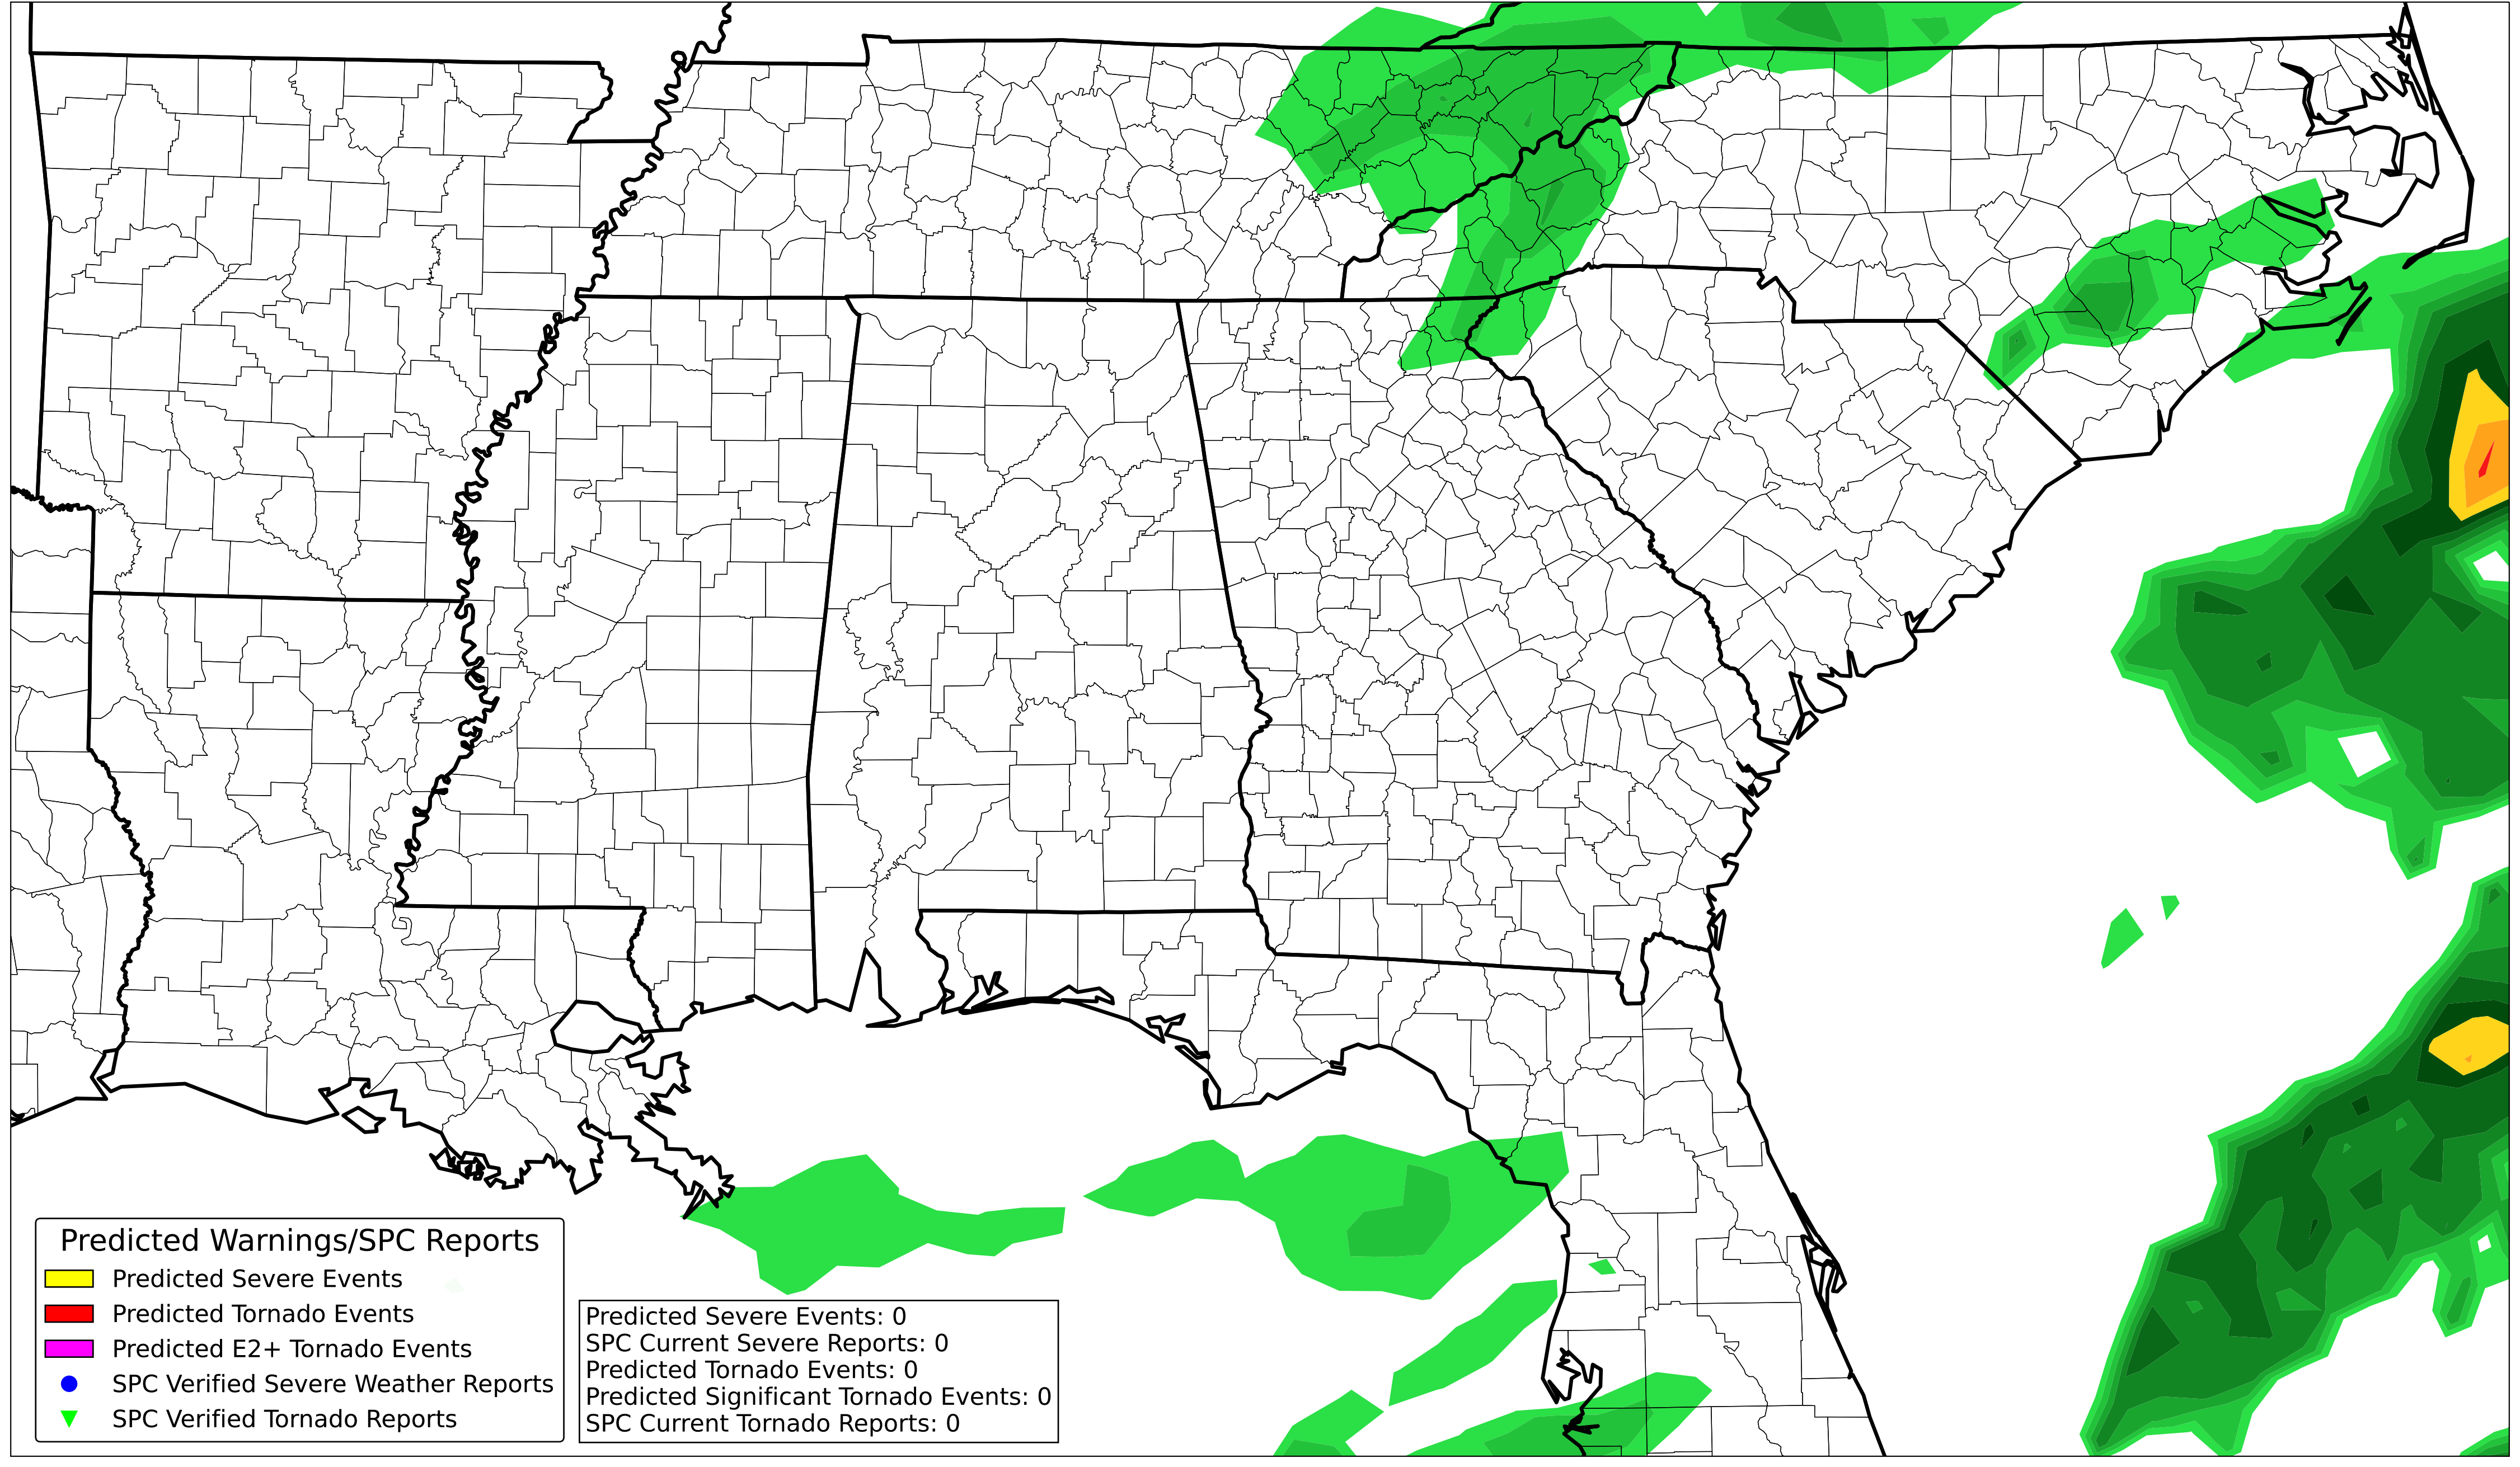 Predicted Warnings/SPC Reports
Predicted Severe Events
Predicted Tornado Events
Predicted E2+ Tornado Events
SPC Verified Severe Weather Reports
SPC Verified Tornado Reports
Predicted Severe Events: 0
SPC Current Severe Reports: 0
Predicted Tornado Events: 0
Predicted Significant Tornado Events: 0
SPC Current Tornado Reports: 0